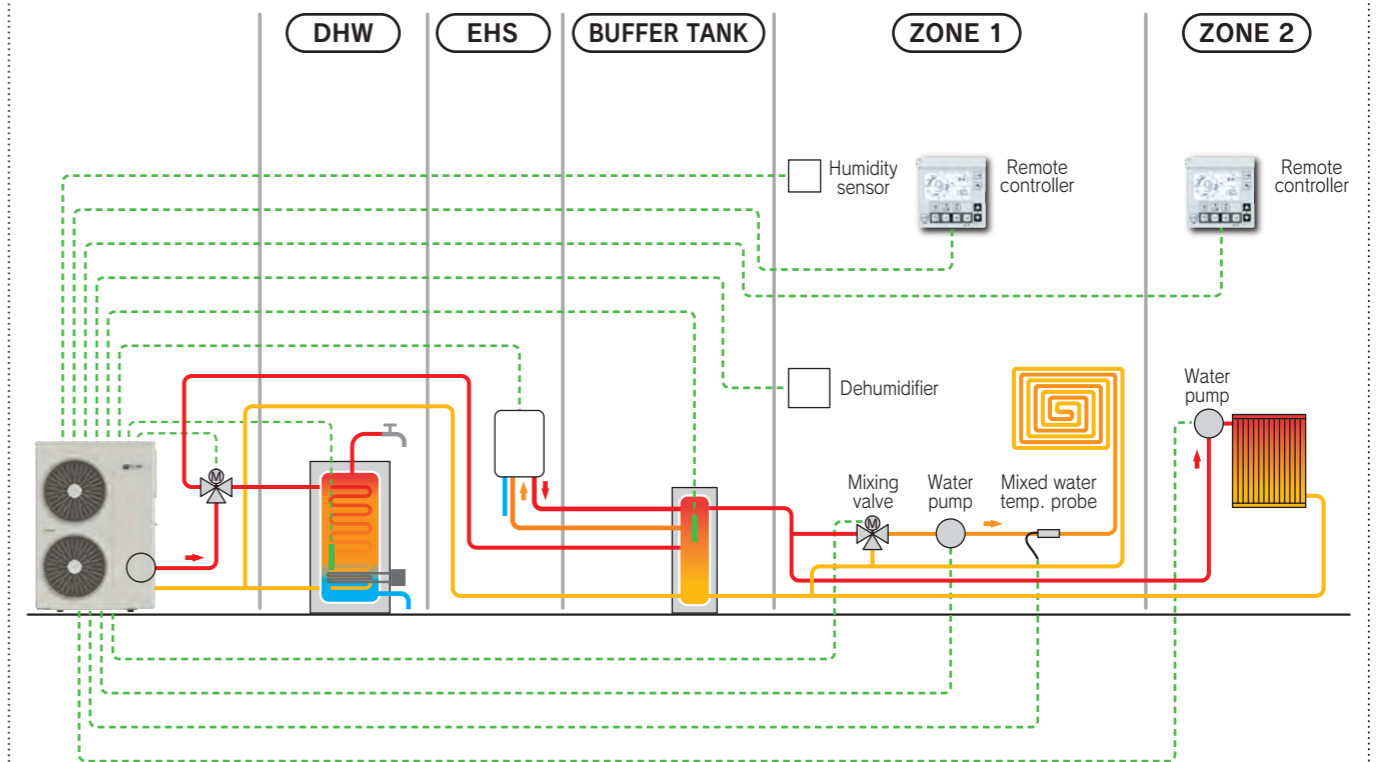 DHW
EHS
BUFFER TANK
ZONE 1
ZONE 2
Humidity
sensor
Remote
controller
Remote
controller
Dehumidifier
Water
pump
M
Mixing
valve
Water
pump
Mixed water
temp. probe
M